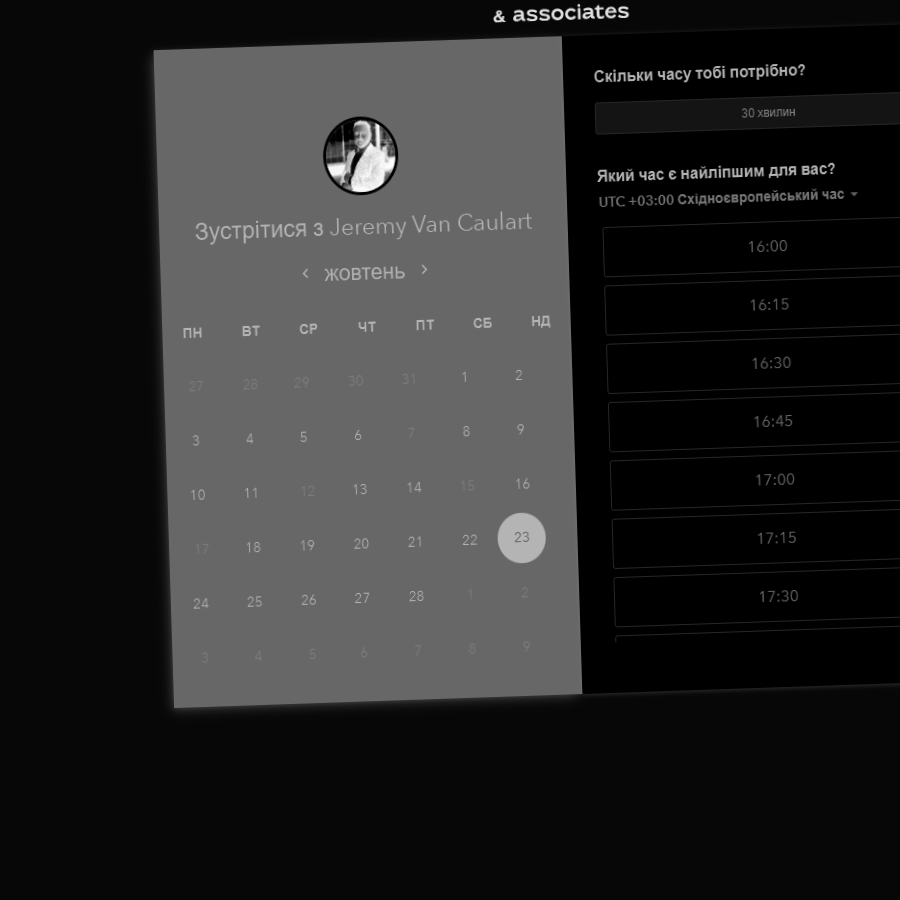 & associates
Зустрітися з Jeremy Van Caulart
‹ жовтень ›
ПН ВТ СР ЧТ ПТ СБ НД
27 28 29 30 31 1 2
3 4 5 6 7 8 9
10 11 12 13 14 15 16
17 18 19 20 21 22 23
24 25 26 27 28 1 2
3 4 5 6 7 8 9
Скільки часу тобі потрібно?
30 хвилин
Який час є найліпшим для вас?
UTC +03:00 Східноєвропейський час
16:00
16:15
16:30
16:45
17:00
17:15
17:30